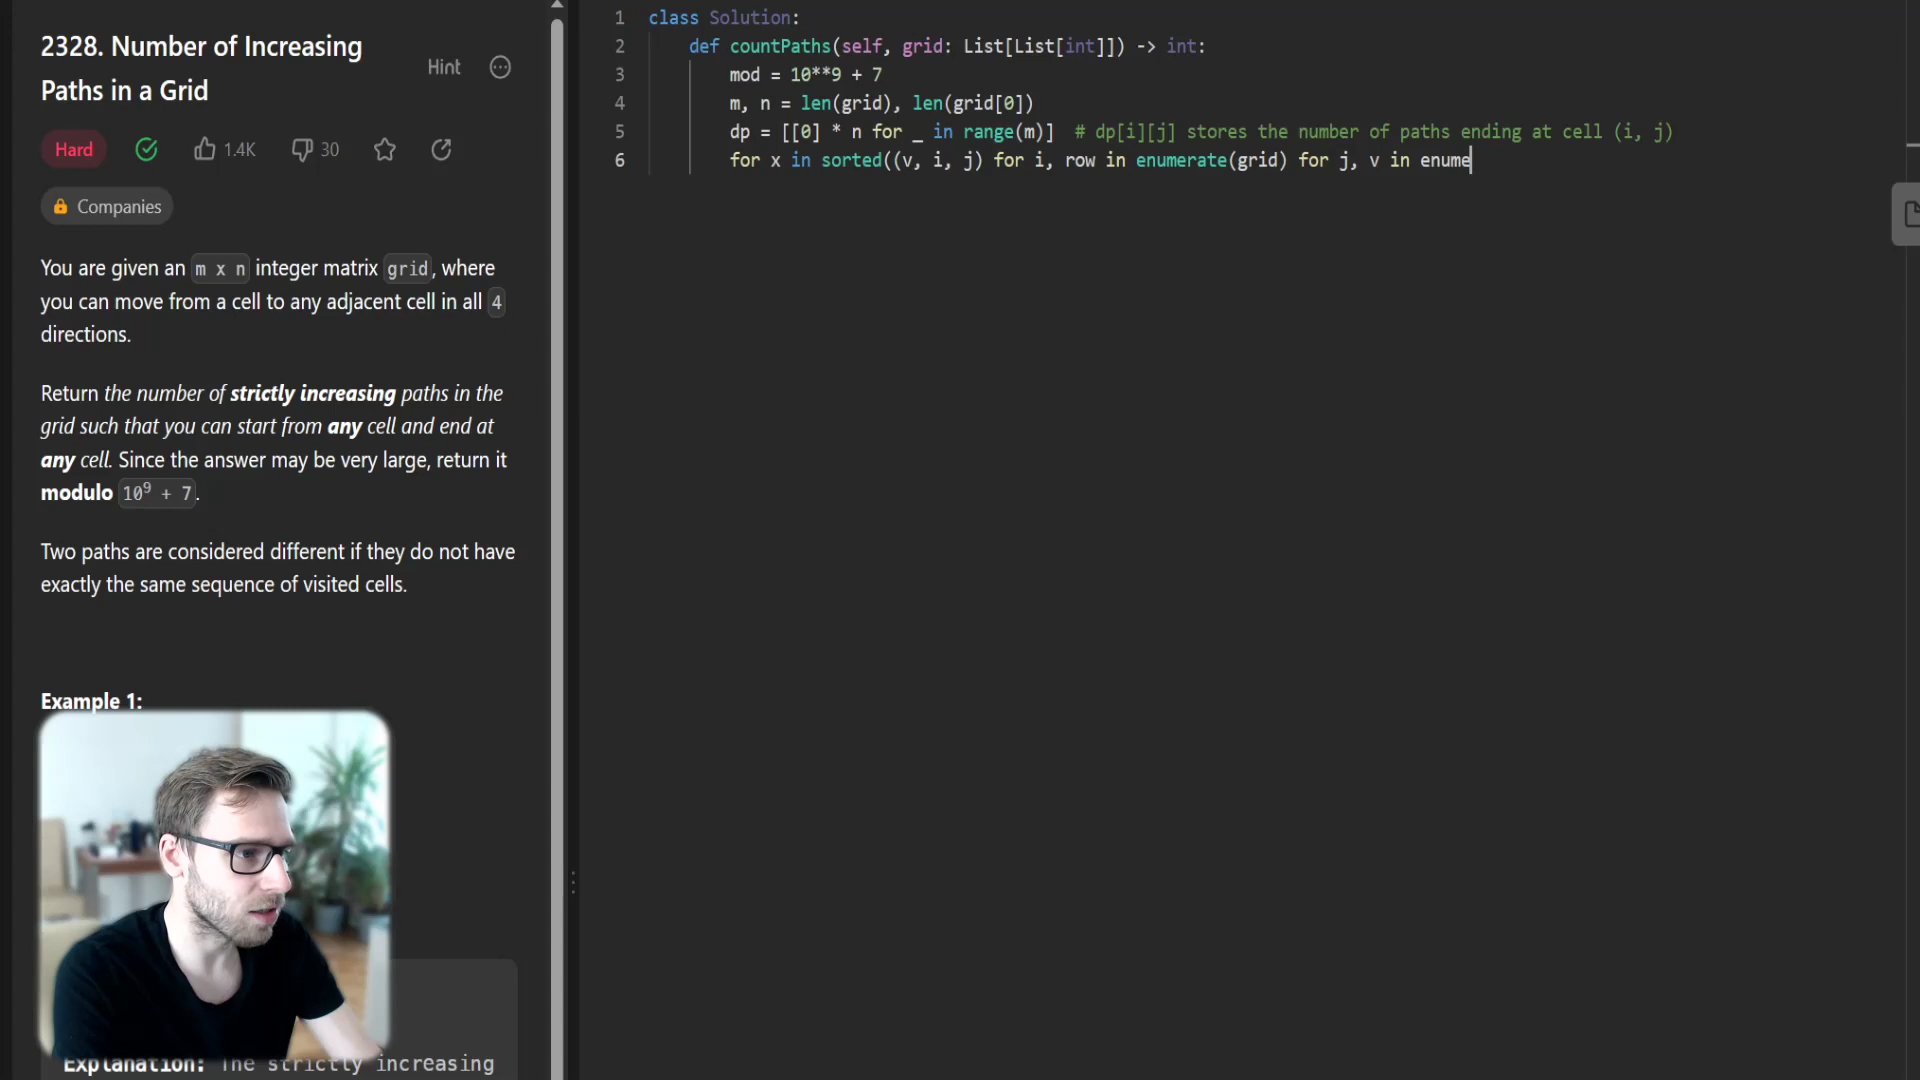 2328. Number of Increasing
Paths in a Grid
Hint
Hard
1.4K
30
Companies
You are given an m x n integer matrix grid, where
you can move from a cell to any adjacent cell in all 4
directions.
Return the number of strictly increasing paths in the
grid such that you can start from any cell and end at
any cell. Since the answer may be very large, return it
modulo 10⁹ + 7.
Two paths are considered different if they do not have
exactly the same sequence of visited cells.
Example 1:
Explanation: The strictly increasing
1 class Solution:
2 def countPaths(self, grid: List[List[int]]) -> int:
3 mod = 10**9 + 7
4 m, n = len(grid), len(grid[0])
5 dp = [[0] * n for _ in range(m)]  # dp[i][j] stores the number of paths ending at cell (i, j)
6 for x in sorted((v, i, j) for i, row in enumerate(grid) for j, v in enume